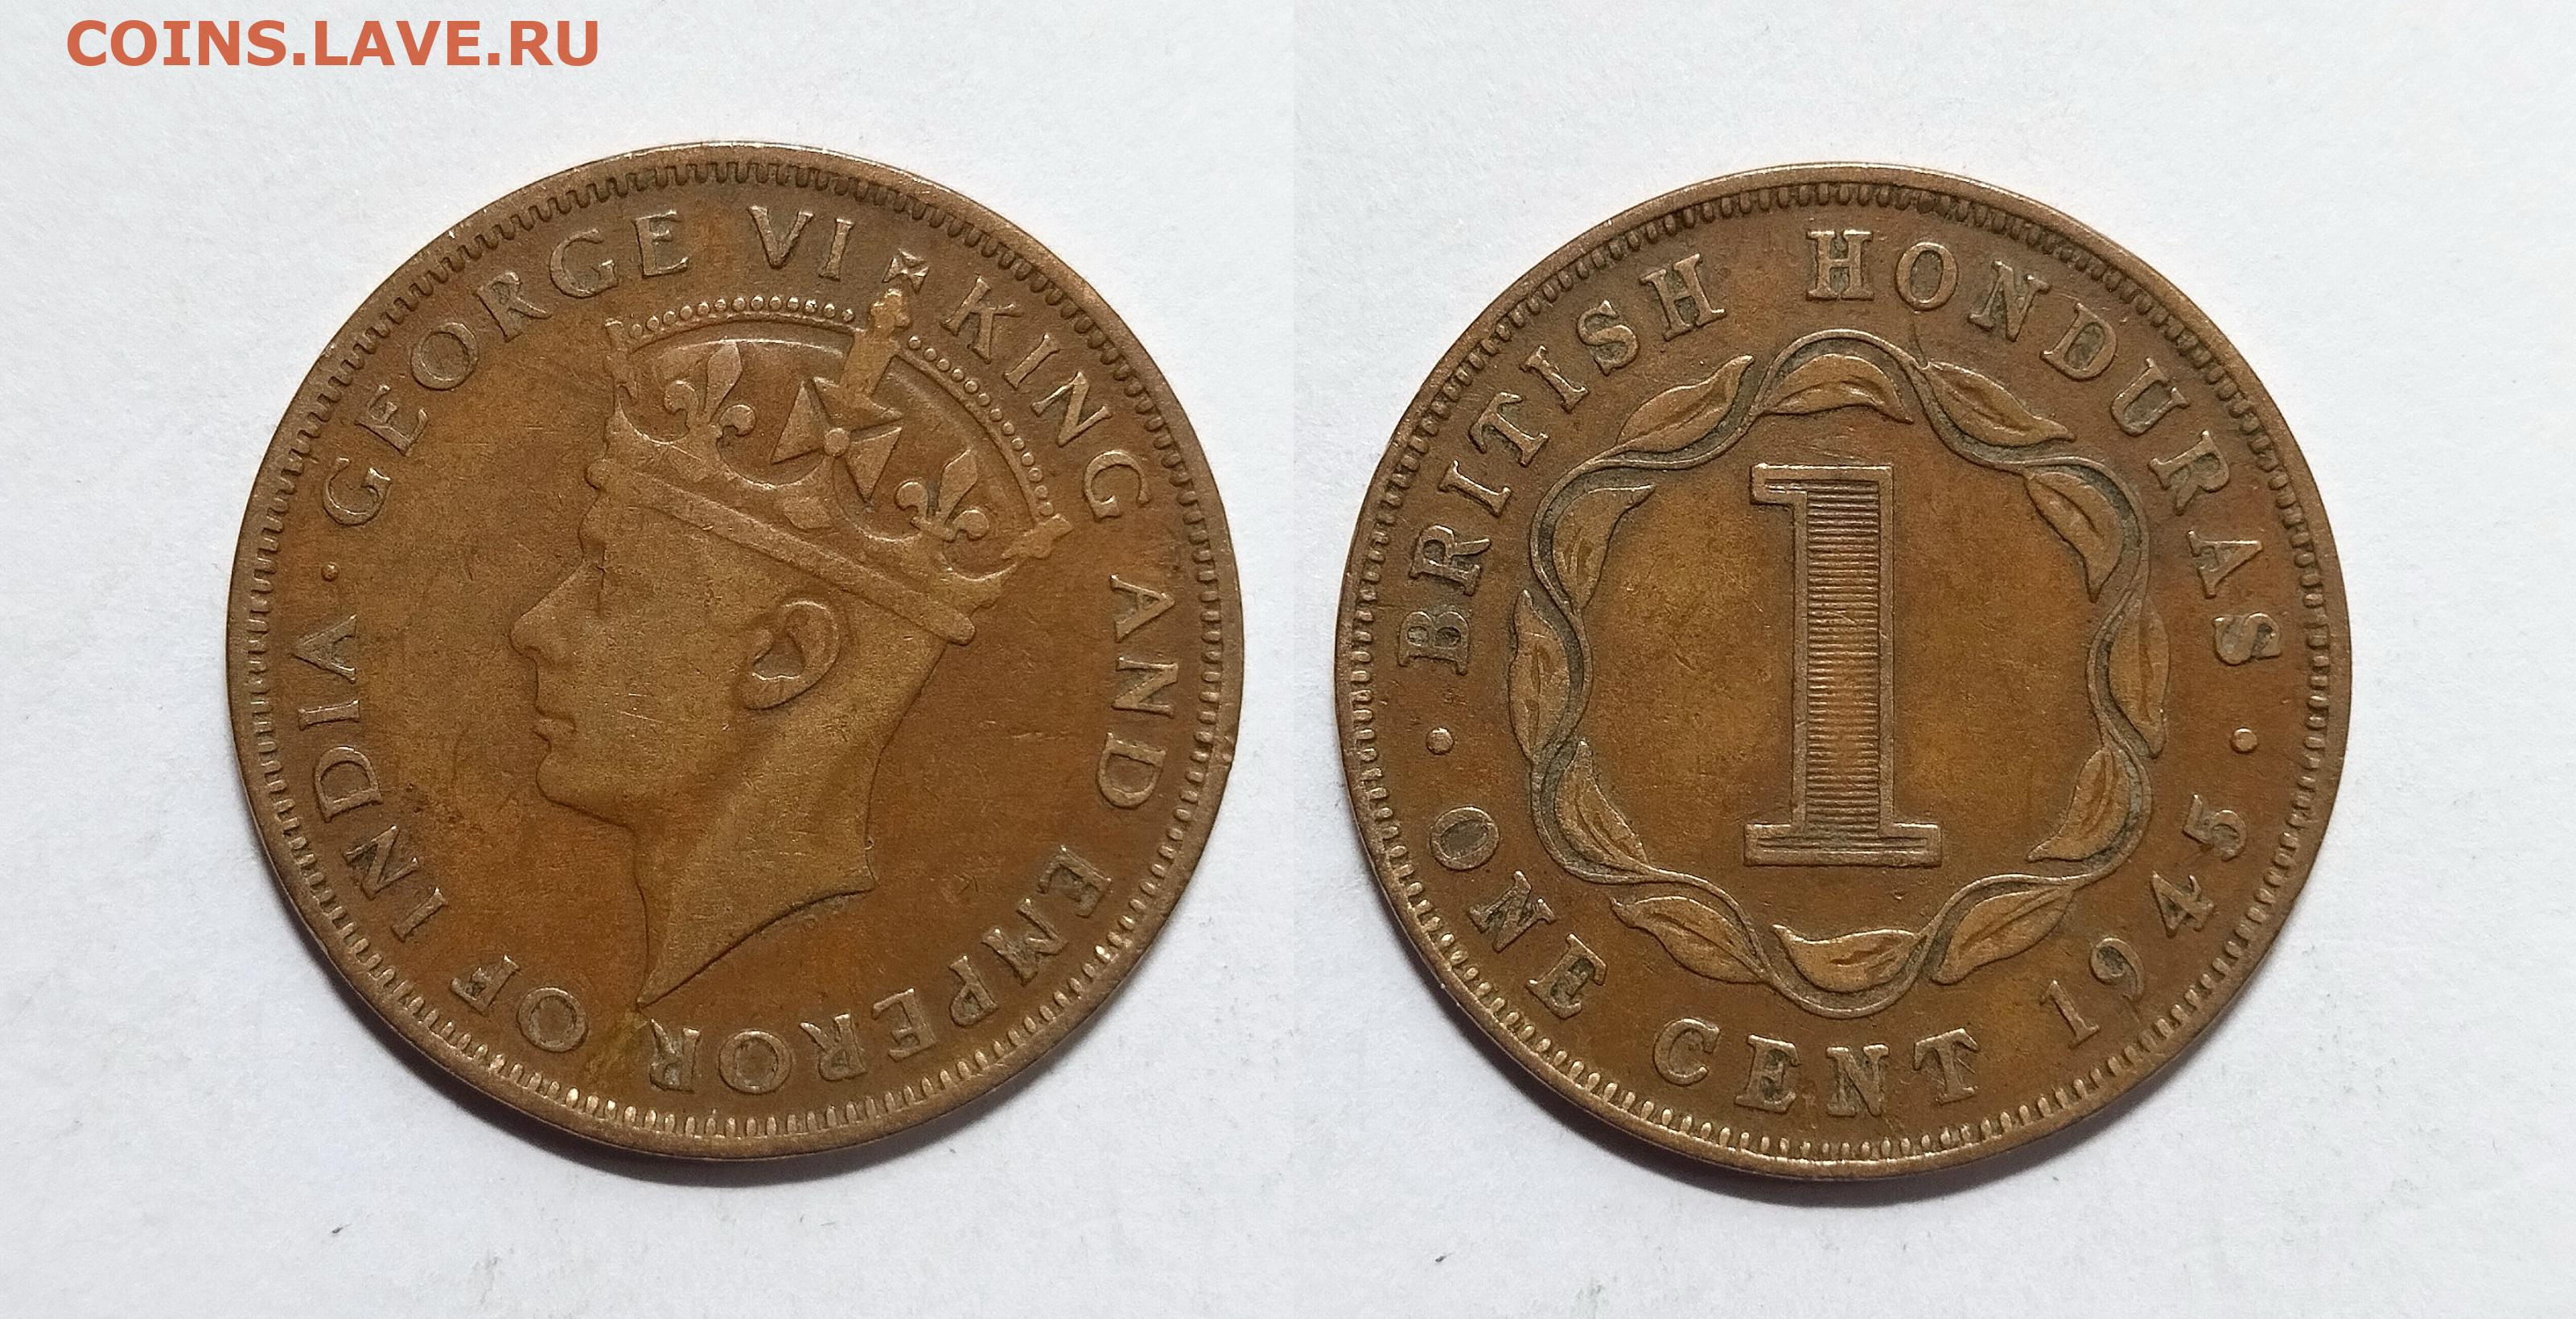 COINS.LAVE.RU
GEORGE VI KING AND EMPEROR OF INDIA ·
BRITISH HONDURAS
1
· ONE CENT 1945 ·